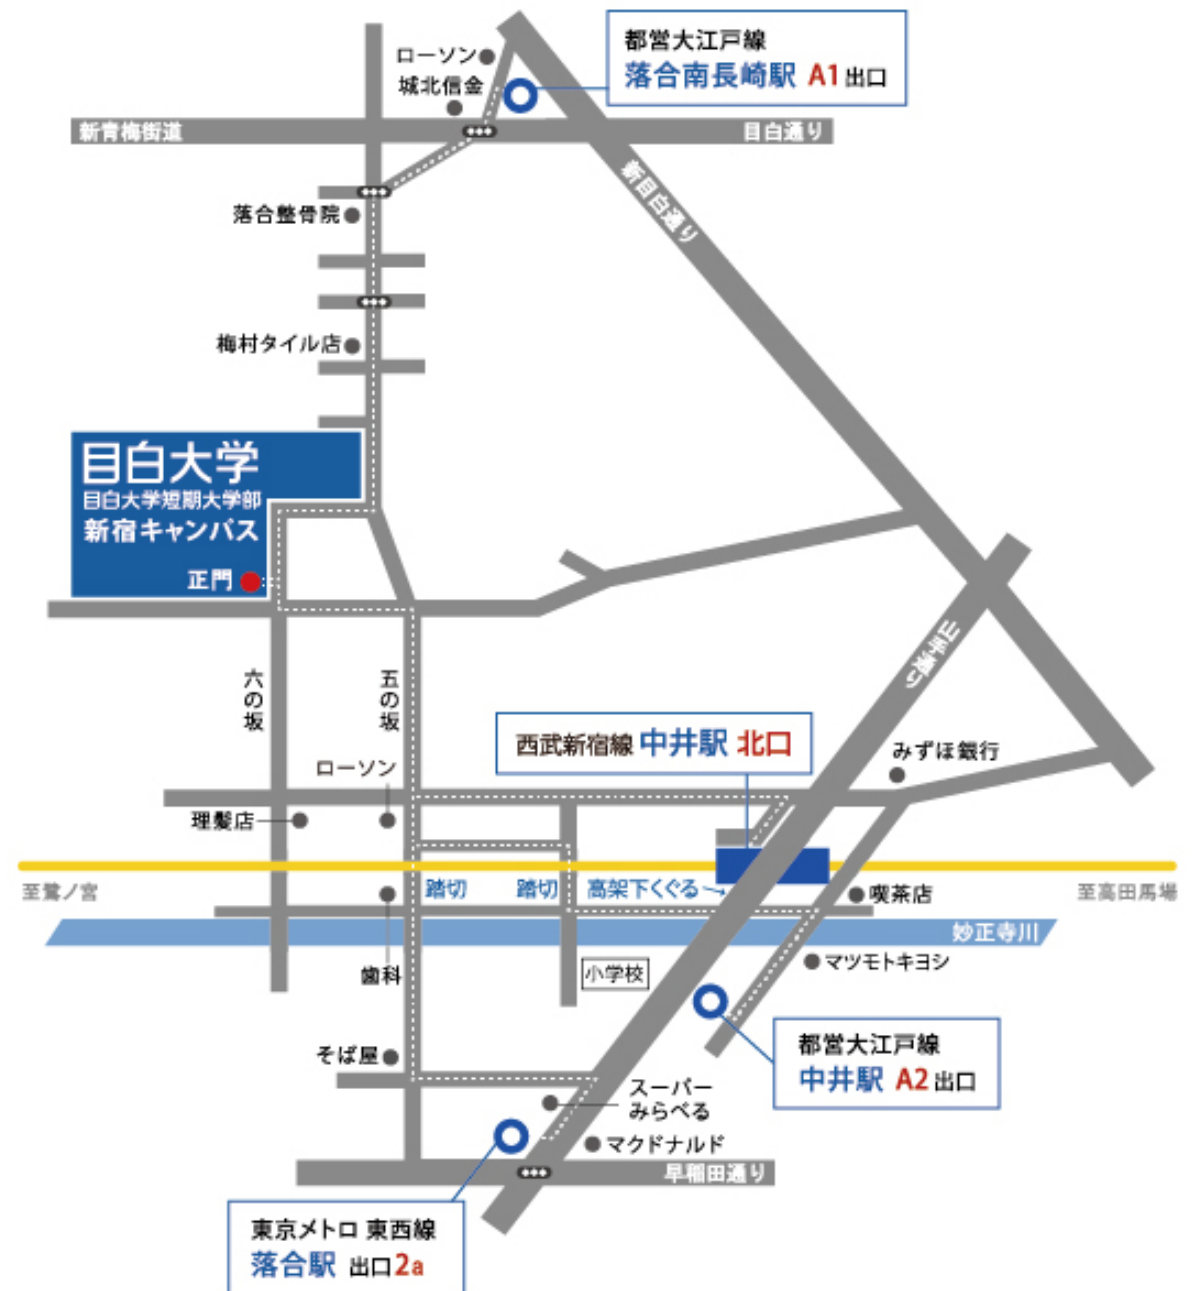 都営大江戸線
落合南長崎駅 A1出口
ローソン
城北信金
新青梅街道
目白通り
新目白通り
落合整骨院
梅村タイル店
目白大学
目白大学短期大学部
新宿キャンパス
正門
山手通り
六の坂
五の坂
西武新宿線 中井駅 北口
みずほ銀行
ローソン
理髪店
至鷺ノ宮
踏切
踏切
高架下くぐる
喫茶店
至高田馬場
妙正寺川
歯科
小学校
マツモトキヨシ
都営大江戸線
中井駅 A2出口
そば屋
スーパー
みらべる
マクドナルド
早稲田通り
東京メトロ 東西線
落合駅 出口2a